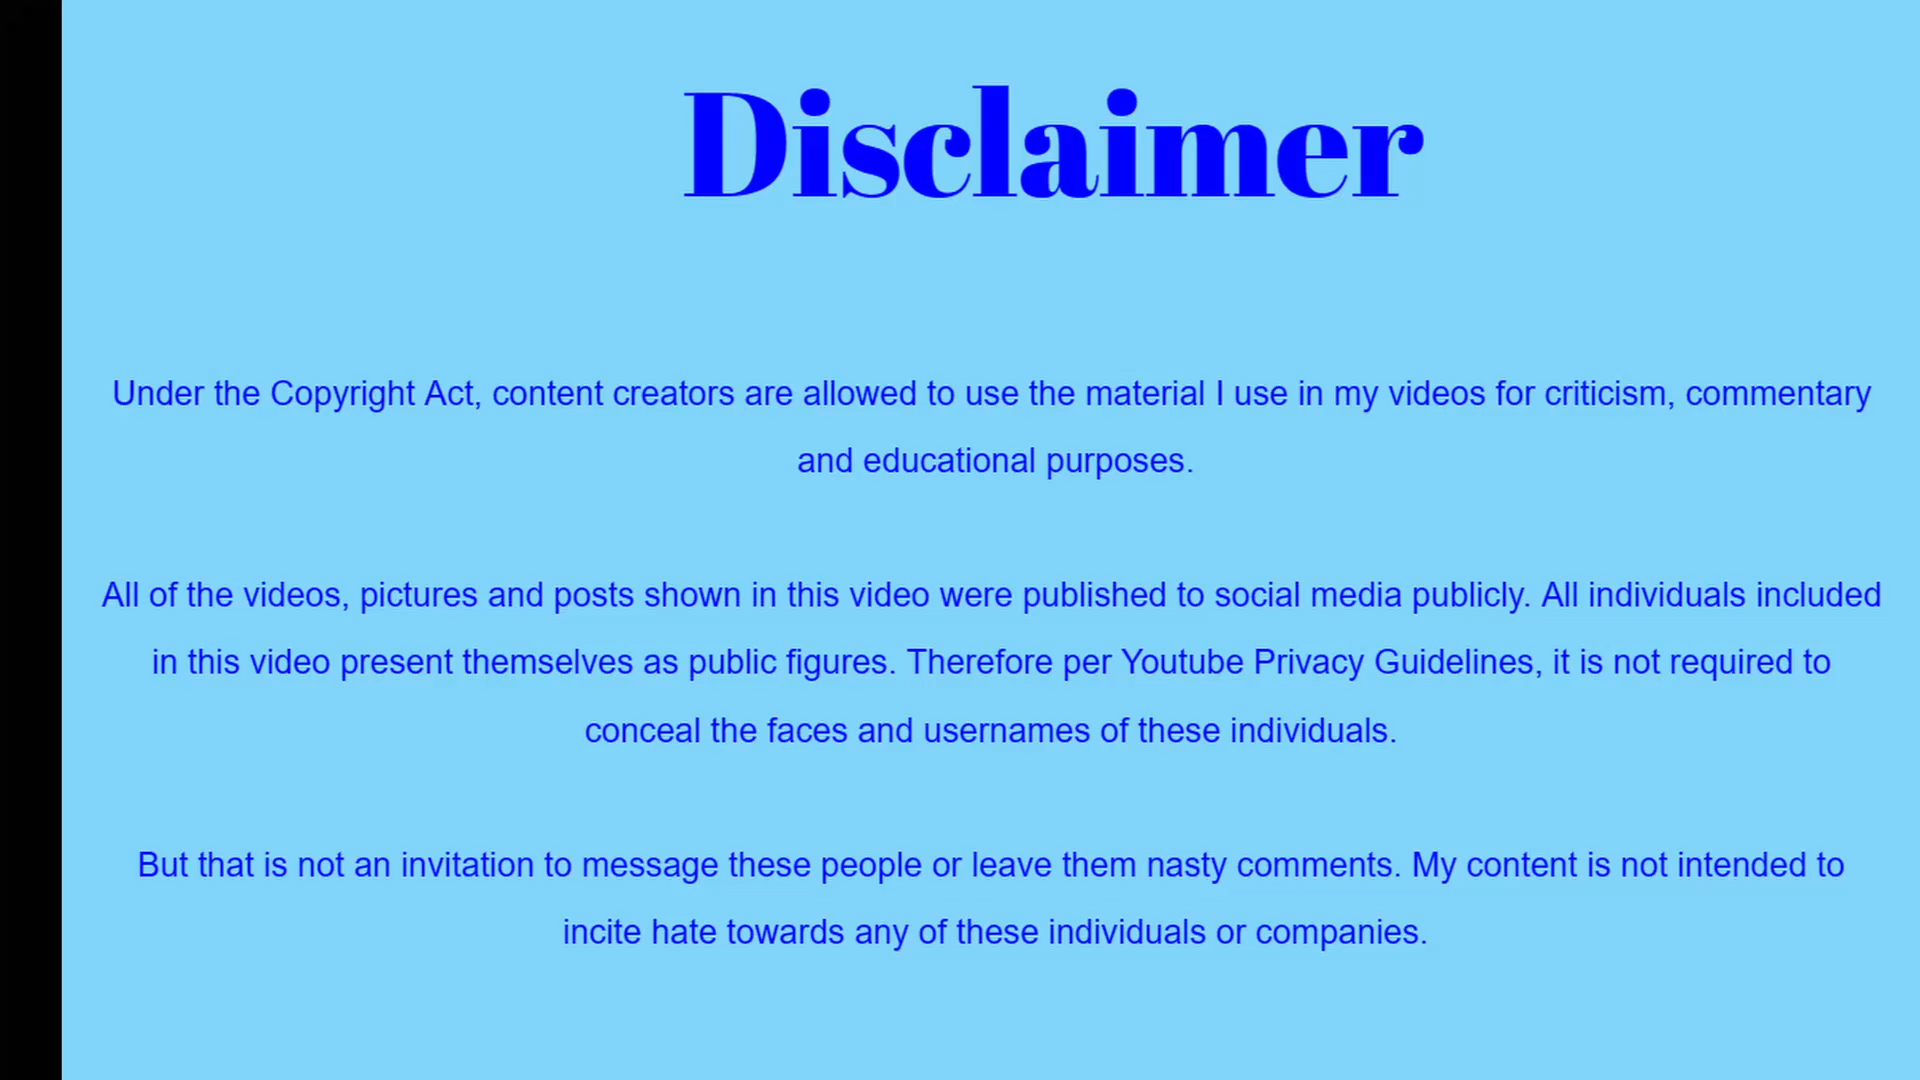 Disclaimer
Under the Copyright Act, content creators are allowed to use the material I use in my videos for criticism, commentary
and educational purposes.
All of the videos, pictures and posts shown in this video were published to social media publicly. All individuals included
in this video present themselves as public figures. Therefore per Youtube Privacy Guidelines, it is not required to
conceal the faces and usernames of these individuals.
But that is not an invitation to message these people or leave them nasty comments. My content is not intended to
incite hate towards any of these individuals or companies.